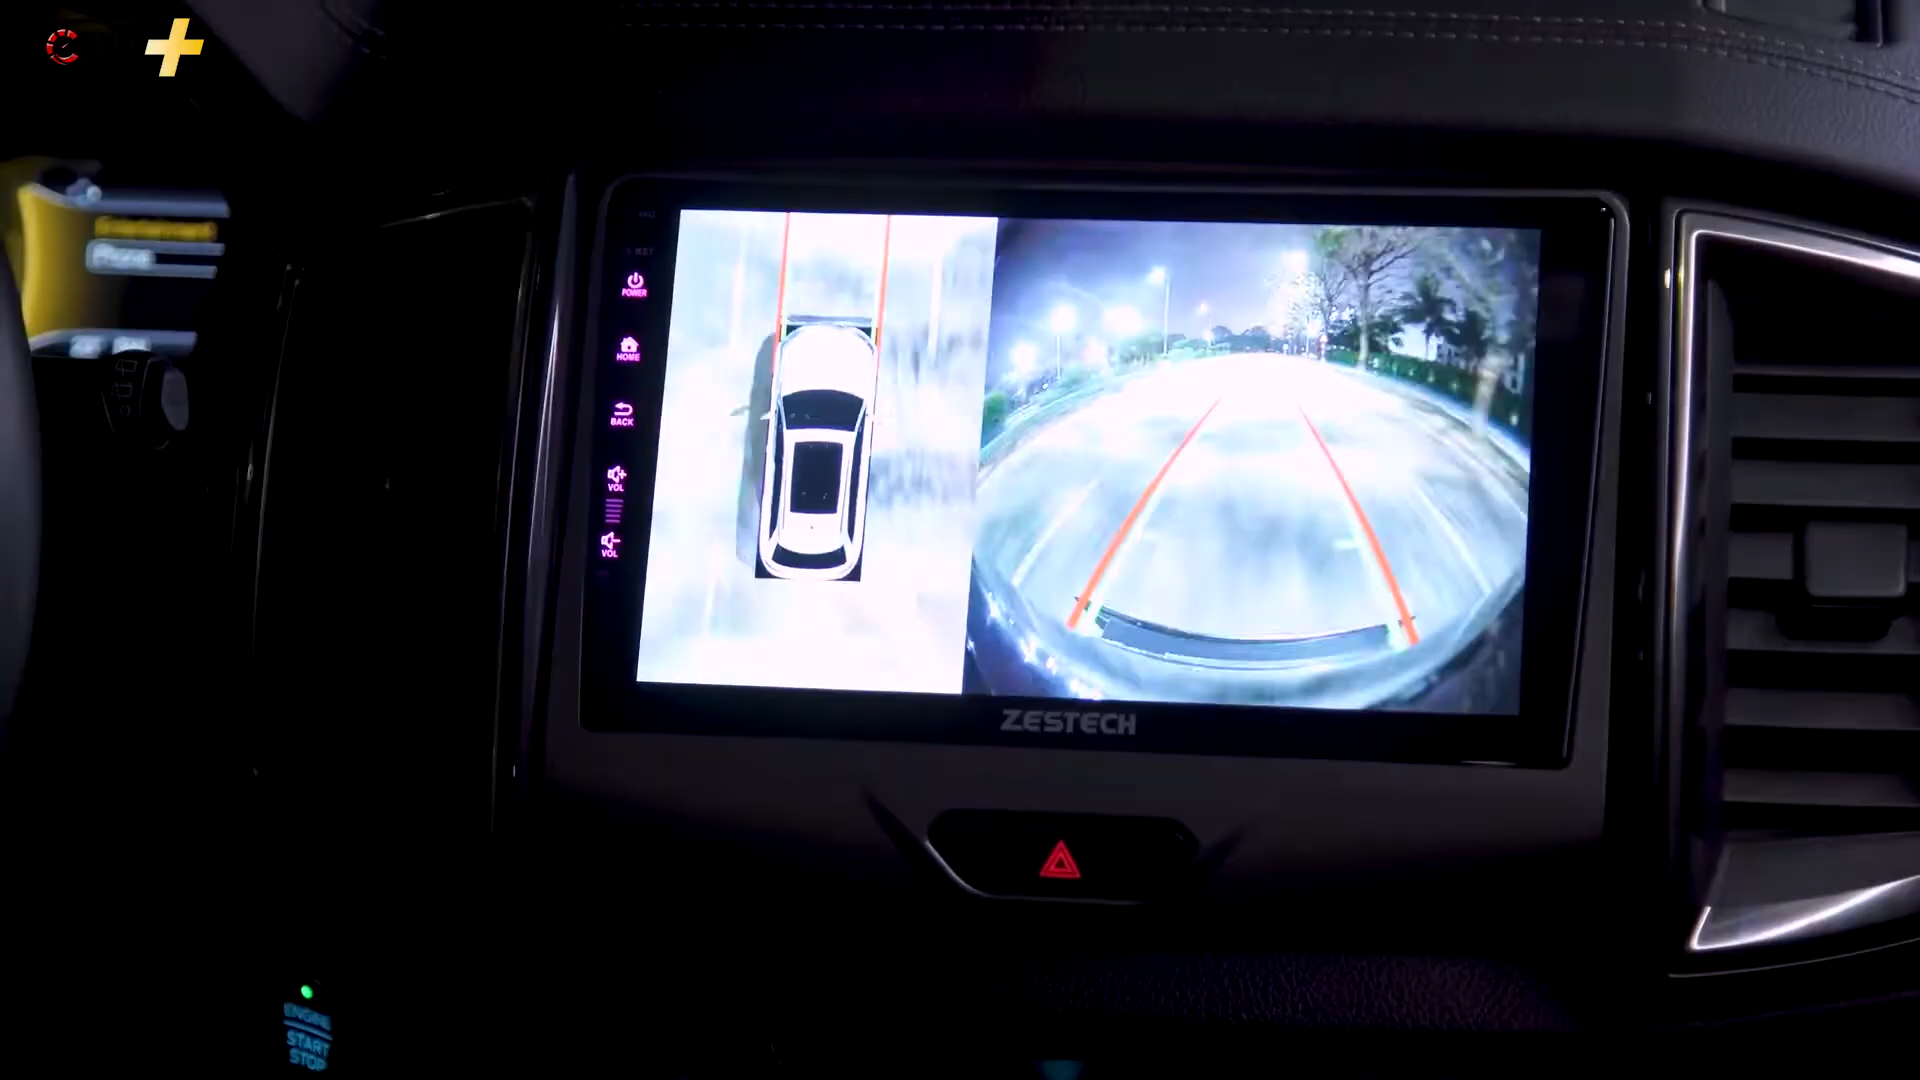 POWER
HOME
BACK
VOL
VOL
ZESTECH
ENGINE
START
STOP